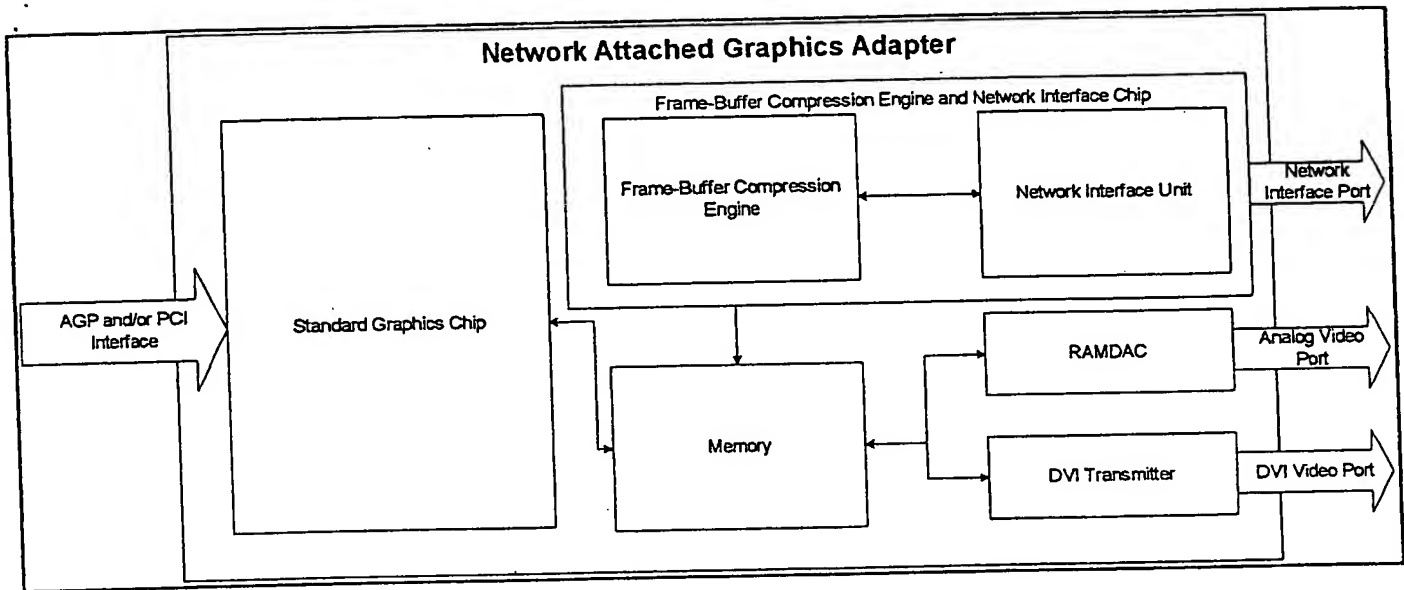 Network Attached Graphics Adapter
Frame-Buffer Compression Engine and Network Interface Chip
Frame-Buffer Compression
Engine
Network Interface Unit
Network
Interface Port
AGP and/or PCI
Interface
Standard Graphics Chip
RAMDAC
Analog Video
Port
Memory
DVI Transmitter
DVI Video Port